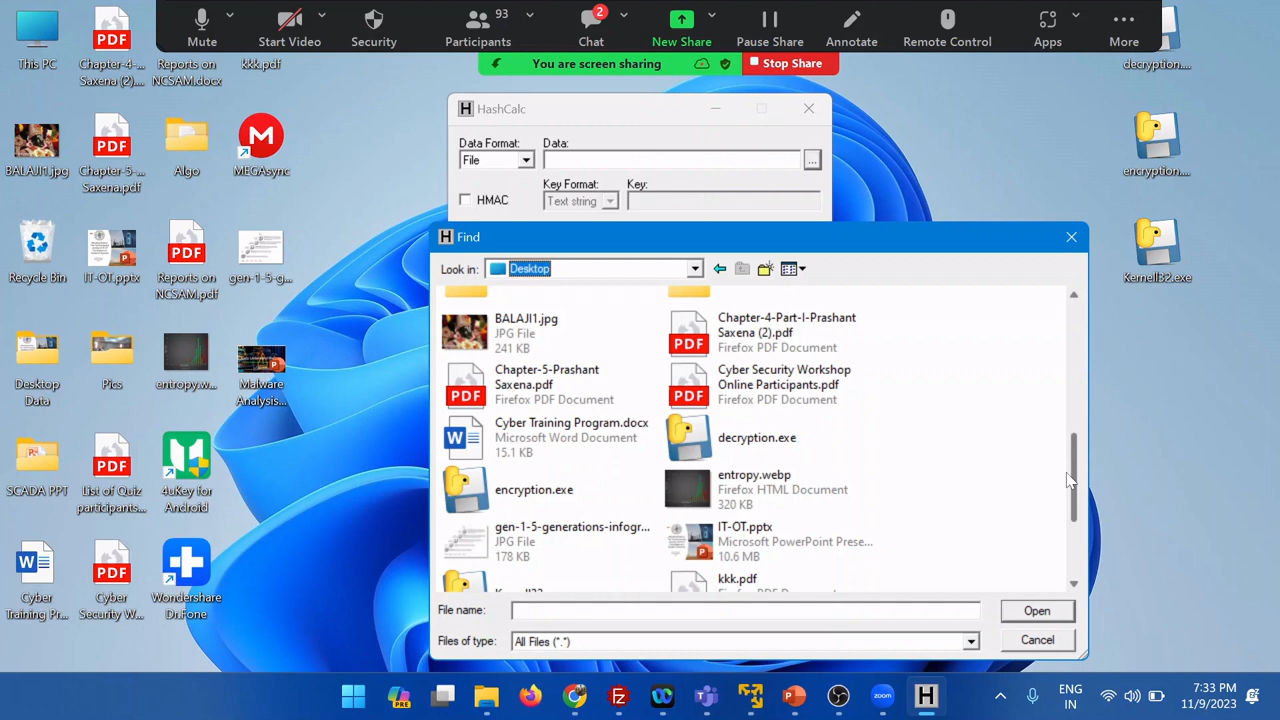 Mute
Start Video
Security
93
Participants
2
Chat
New Share
Pause Share
Annotate
Remote Control
Apps
More
You are screen sharing
Stop Share
This PC
PDF
Chapter-4-...
Saxena (2)....
Reports on
NCSAM.docx
kkk.pdf
decryption....
BALAJI1.jpg
PDF
Chapter-5-...
Saxena.pdf
Algo
M
MEGAsync
encryption....
Recycle Bin
IT-OT.pptx
PDF
Reports on
NCSAM.pdf
gen-1-5-g...
Kernell32.exe
Desktop
Data
Pics
entropy.w...
Malware
Analysis...
SCADA PPT
PDF
List of Quiz
participants...
4uKey for
Android
W
Cyber
Training Pr...
PDF
Cyber
Security W...
Wondershare
Dr.Fone
H HashCalc
Data Format:
Data:
File
...
HMAC
Key Format:
Key:
Text string
H Find
Look in:
Desktop
BALAJI1.jpg
JPG File
241 KB
PDF
Chapter-4-Part-I-Prashant
Saxena (2).pdf
Firefox PDF Document
PDF
Chapter-5-Prashant
Saxena.pdf
Firefox PDF Document
PDF
Cyber Security Workshop
Online Participants.pdf
Firefox PDF Document
W
Cyber Training Program.docx
Microsoft Word Document
15.1 KB
decryption.exe
encryption.exe
entropy.webp
Firefox HTML Document
320 KB
gen-1-5-generations-infogr...
JPG File
178 KB
IT-OT.pptx
Microsoft PowerPoint Prese...
10.6 MB
kkk.pdf
File name:
Open
Files of type:
All Files (*.*)
Cancel
PRE
zoom
H
ENG
IN
7:33 PM
11/9/2023